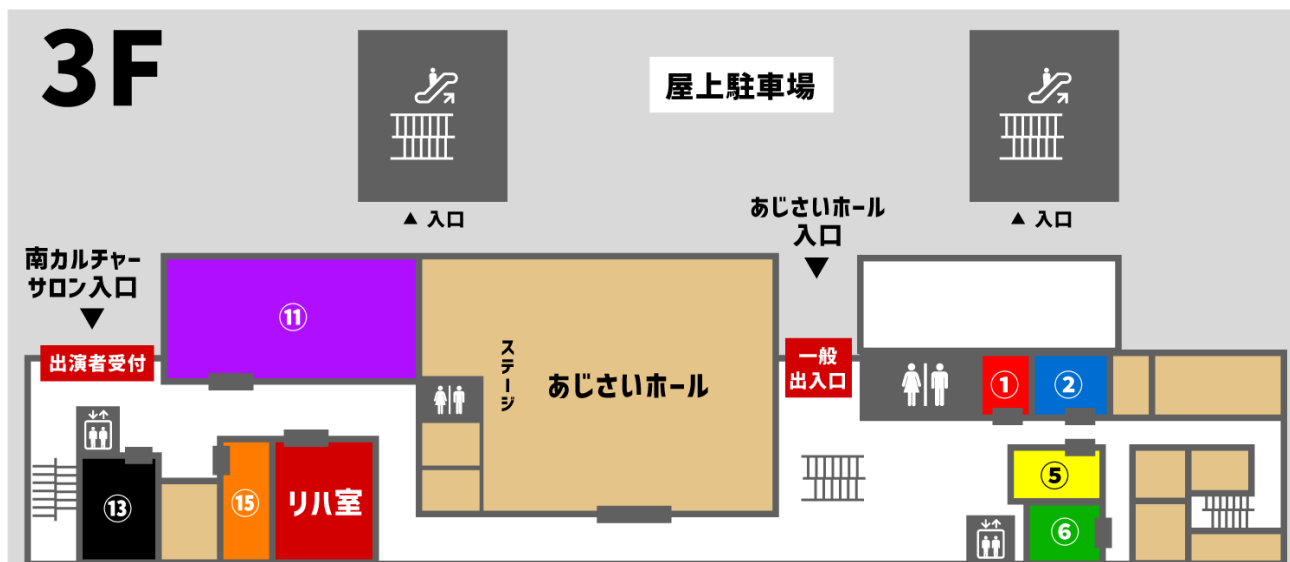 3F
屋上駐車場
▲ 入口
▲ 入口
あじさいホール
入口
▼
南カルチャー
サロン入口
▼
出演者受付
⑪
ステージ
あじさいホール
一般
出入口
①
②
⑬
⑮
リハ室
⑤
⑥